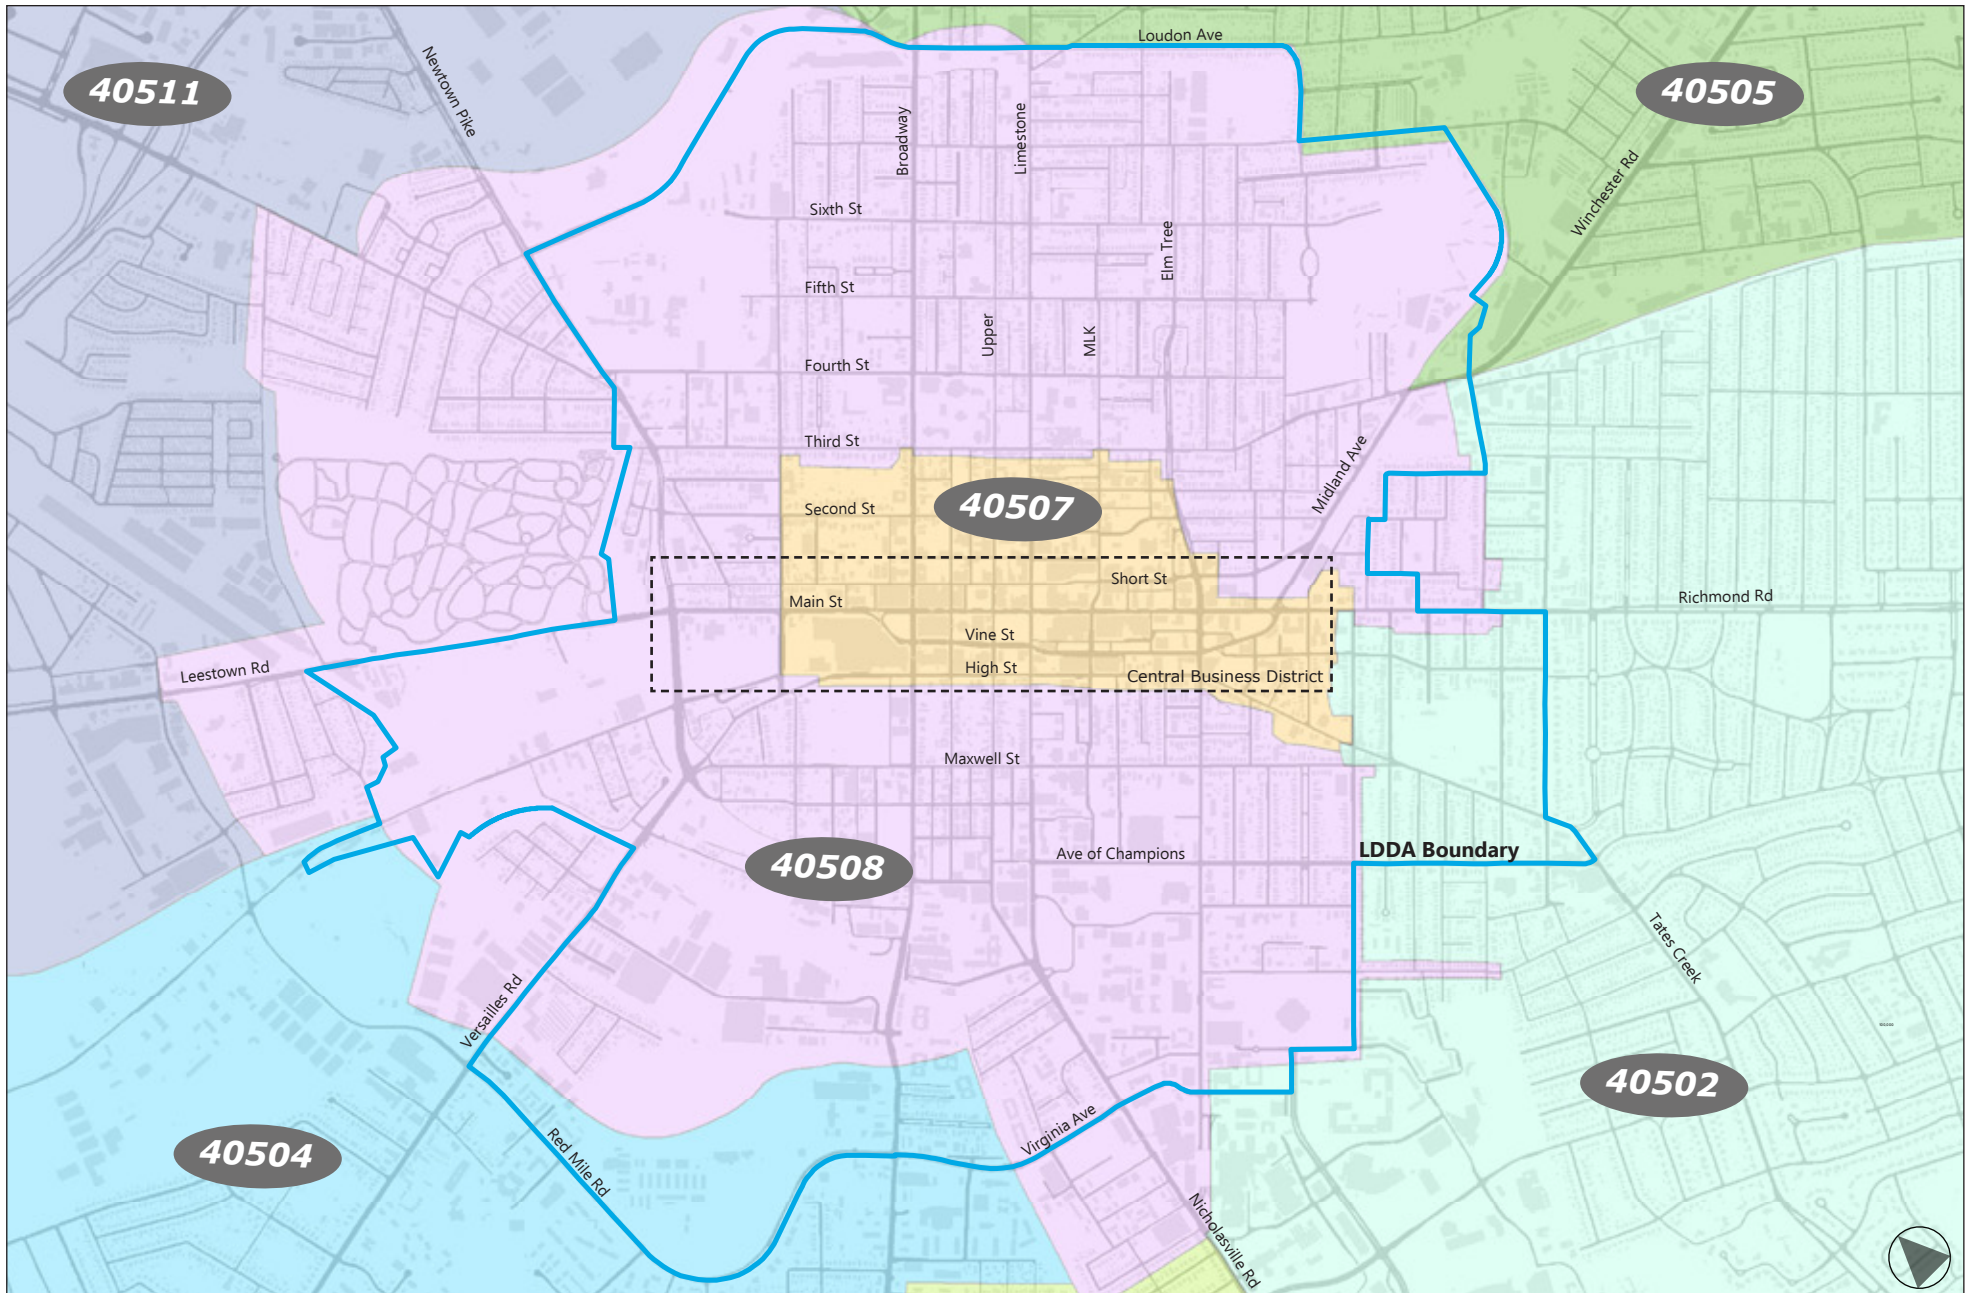 Loudon Ave
40511
Newtown Pike
40505
Broadway
Limestone
Winchester Rd
Sixth St
Elm Tree
Fifth St
Upper
MLK
Fourth St
Third St
Midland Ave
Second St
40507
Short St
Main St
Richmond Rd
Vine St
High St
Central Business District
Leestown Rd
Maxwell St
Ave of Champions
LDDA Boundary
40508
Tates Creek
Versailles Rd
40502
Virginia Ave
40504
Red Mile Rd
Nicholasville Rd